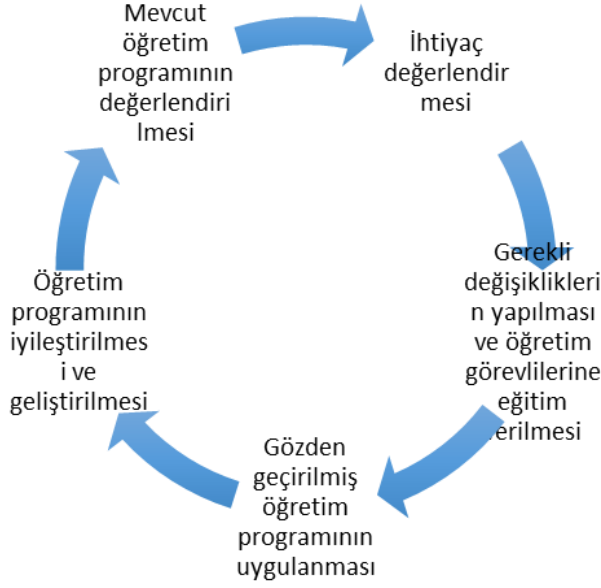 Mevcut
öğretim
programının
değerlendiri
lmesi
İhtiyaç
değerlendir
mesi
Gerekli
değişiklikleri
n yapılması
ve öğretim
görevlilerine
eğitim
verilmesi
Gözden
geçirilmiş
öğretim
programının
uygulanması
Öğretim
programının
iyileştirilmes
i ve
geliştirilmesi